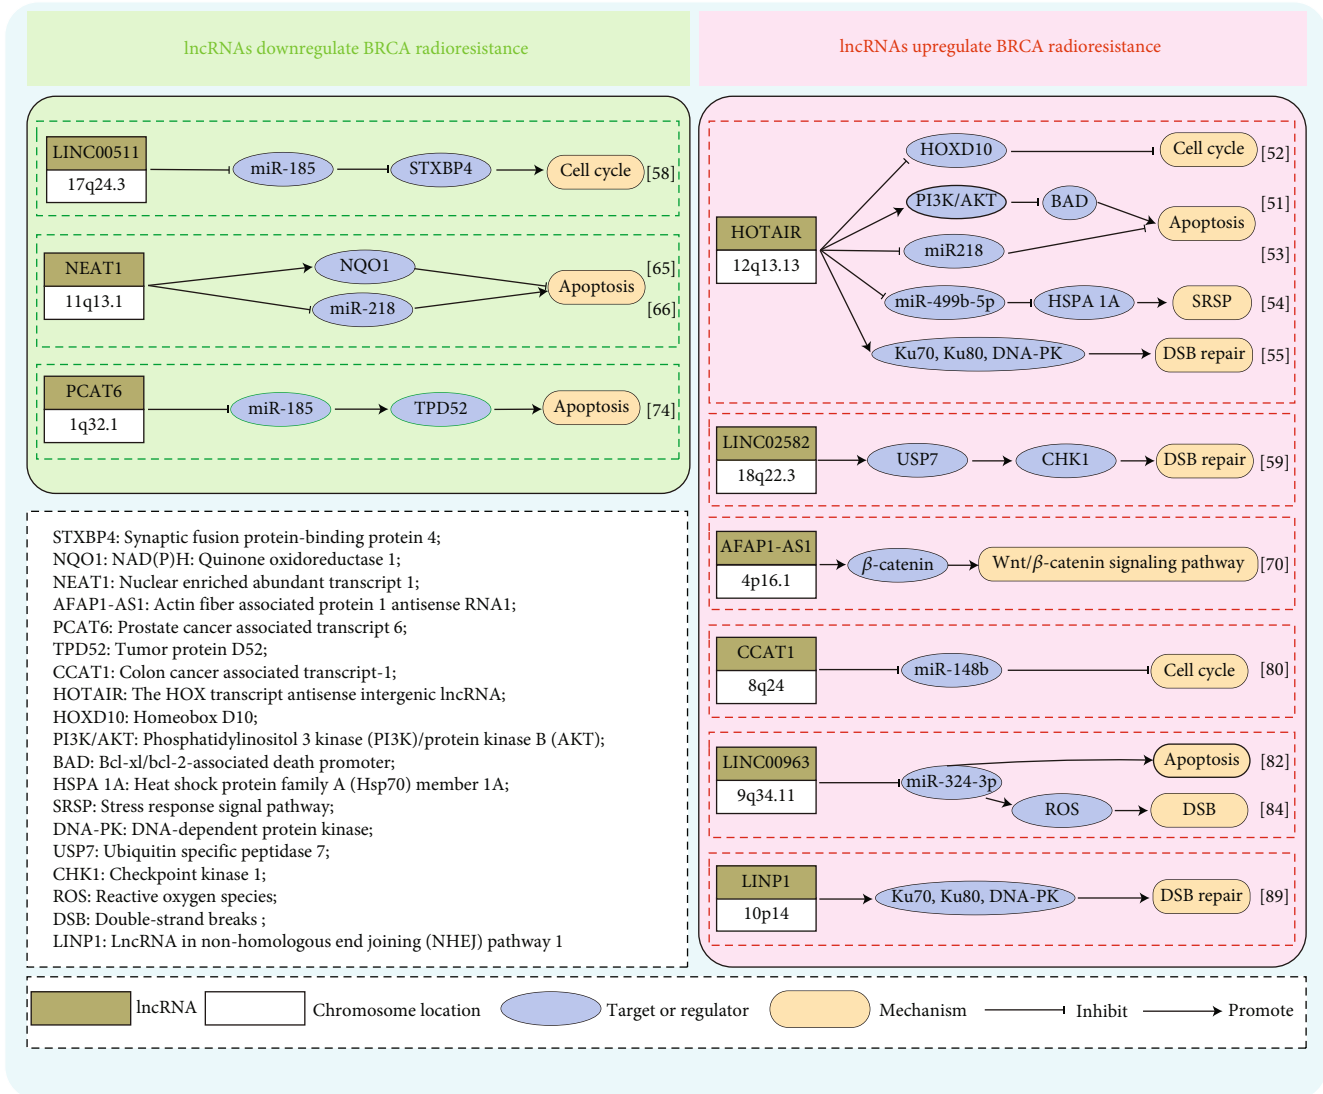 lncRNAs downregulate BRCA radioresistance
LINC00511
17q24.3
miR-185
STXBP4
Cell cycle
[58]
NEAT1
11q13.1
NQO1
miR-218
Apoptosis
[65]
[66]
PCAT6
1q32.1
miR-185
TPD52
Apoptosis
[74]
STXBP4: Synaptic fusion protein-binding protein 4;
NQO1: NAD(P)H: Quinone oxidoreductase 1;
NEAT1: Nuclear enriched abundant transcript 1;
AFAP1-AS1: Actin fiber associated protein 1 antisense RNA1;
PCAT6: Prostate cancer associated transcript 6;
TPD52: Tumor protein D52;
CCAT1: Colon cancer associated transcript-1;
HOTAIR: The HOX transcript antisense intergenic lncRNA;
HOXD10: Homeobox D10;
PI3K/AKT: Phosphatidylinositol 3 kinase (PI3K)/protein kinase B (AKT);
BAD: Bcl-xl/bcl-2-associated death promoter;
HSPA 1A: Heat shock protein family A (Hsp70) member 1A;
SRSP: Stress response signal pathway;
DNA-PK: DNA-dependent protein kinase;
USP7: Ubiquitin specific peptidase 7;
CHK1: Checkpoint kinase 1;
ROS: Reactive oxygen species;
DSB: Double-strand breaks ;
LINP1: LncRNA in non-homologous end joining (NHEJ) pathway 1
lncRNAs upregulate BRCA radioresistance
HOTAIR
12q13.13
HOXD10
Cell cycle
[52]
PI3K/AKT
BAD
Apoptosis
[51]
miR218
[53]
miR-499b-5p
HSPA 1A
SRSP
[54]
Ku70, Ku80, DNA-PK
DSB repair
[55]
LINC02582
18q22.3
USP7
CHK1
DSB repair
[59]
AFAP1-AS1
4p16.1
β-catenin
Wnt/β-catenin signaling pathway
[70]
CCAT1
8q24
miR-148b
Cell cycle
[80]
LINC00963
9q34.11
miR-324-3p
Apoptosis
[82]
ROS
DSB
[84]
LINP1
10p14
Ku70, Ku80, DNA-PK
DSB repair
[89]
lncRNA
Chromosome location
Target or regulator
Mechanism
Inhibit
Promote